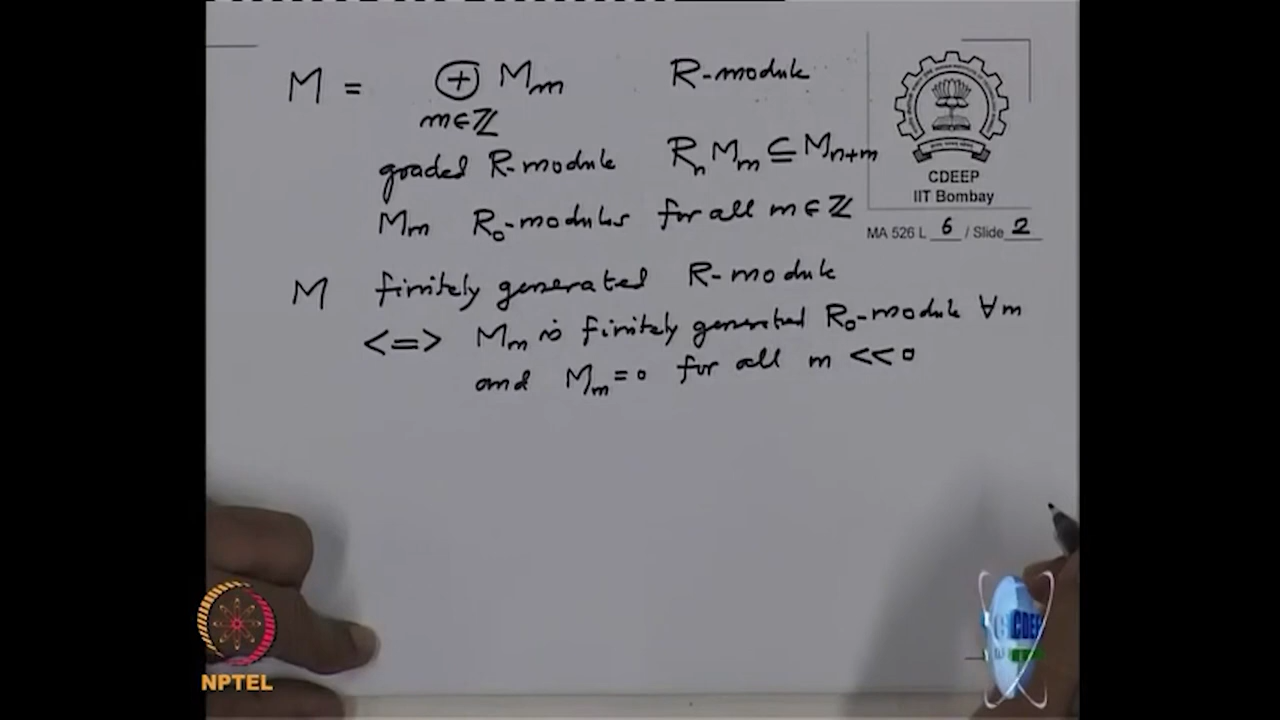 M = ⊕ M_m R-module
m∈ℤ
graded R-module R_n M_m ⊆ M_{n+m}
M_m R_0-modules for all m∈ℤ
M finitely generated R-module
<=> M_m is finitely generated R_0-module ∀m
and M_m = 0 for all m << 0
CDEEP
IIT Bombay
MA 526 L 6 / Slide 2
NPTEL
CDEEP